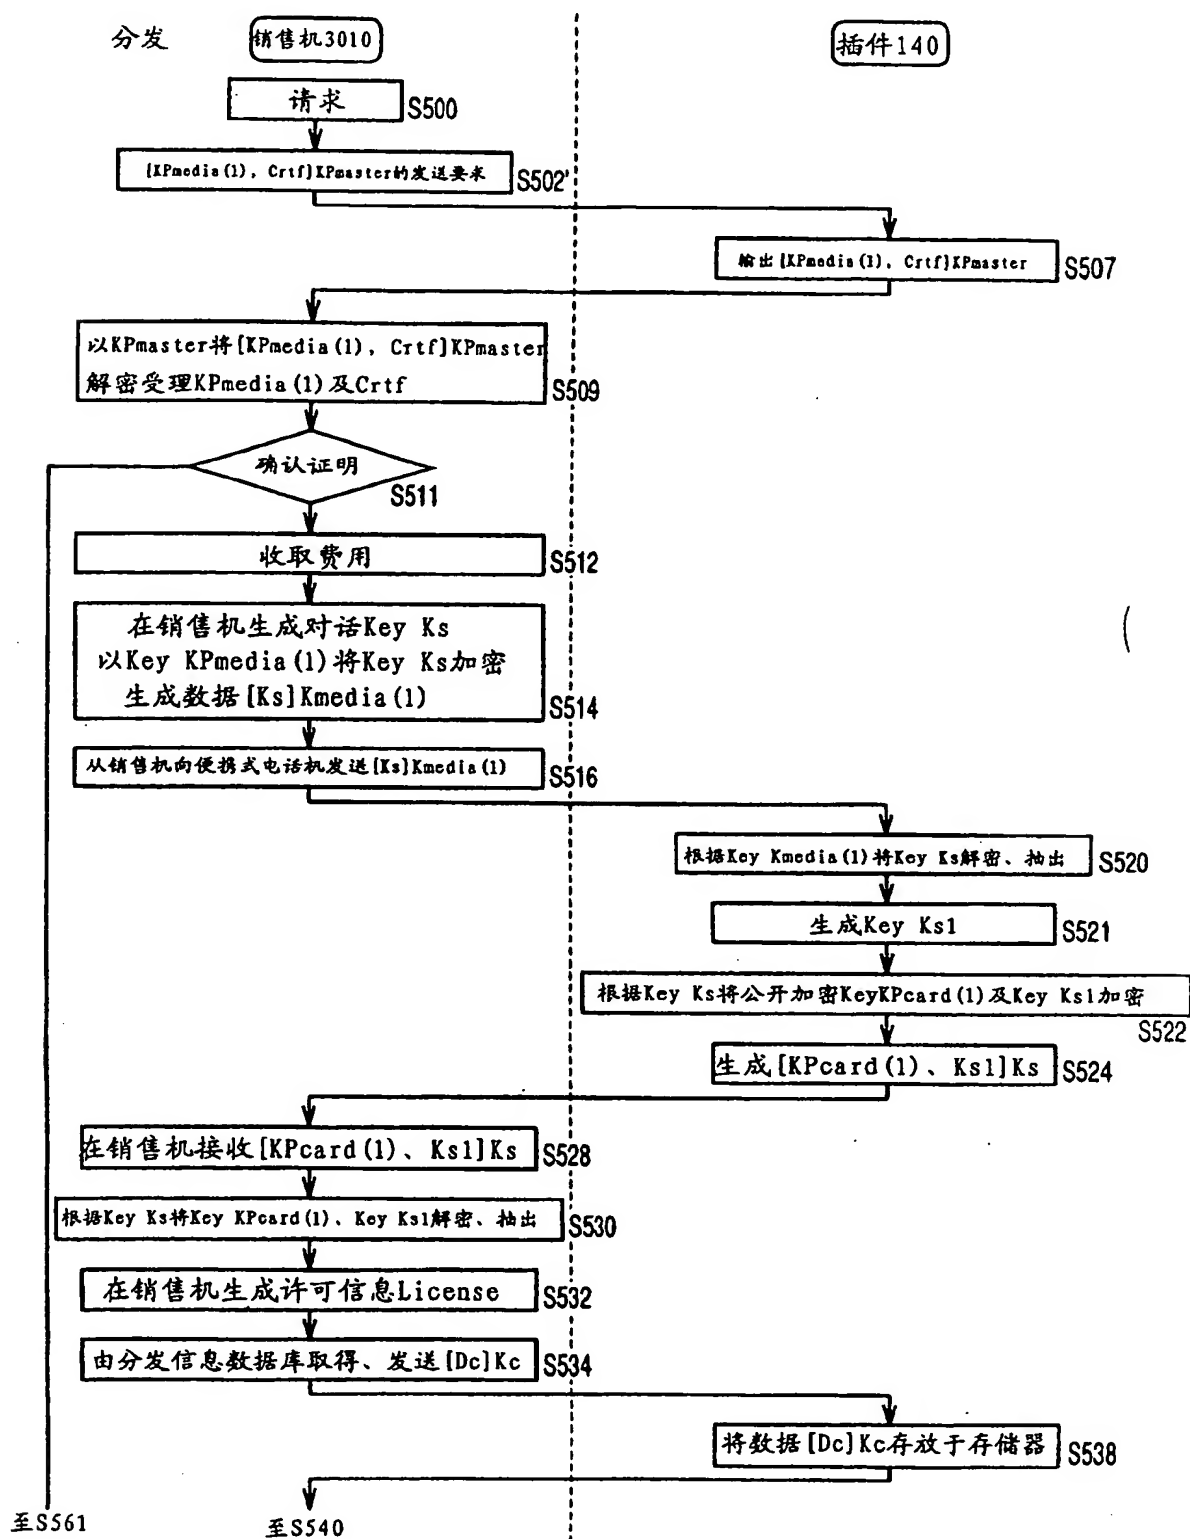 分发
销售机3010
插件140
请求
S500
[KPmedia(1), Crtf]KPmaster的发送要求
S502'
输出[KPmedia(1), Crtf]KPmaster
S507
以KPmaster将[KPmedia(1), Crtf]KPmaster
解密受理KPmedia(1)及Crtf
S509
确认证明
S511
收取费用
S512
在销售机生成对话Key Ks
以Key KPmedia(1)将Key Ks加密
生成数据[Ks]Kmedia(1)
S514
从销售机向便携式电话机发送[Ks]Kmedia(1)
S516
根据Key Kmedia(1)将Key Ks解密、抽出
S520
生成Key Ks1
S521
根据Key Ks将公开加密KeyKPcard(1)及Key Ks1加密
S522
生成[KPcard(1)、Ks1]Ks
S524
在销售机接收[KPcard(1)、Ks1]Ks
S528
根据Key Ks将Key KPcard(1)、Key Ks1解密、抽出
S530
在销售机生成许可信息License
S532
由分发信息数据库取得、发送[Dc]Kc
S534
将数据[Dc]Kc存放于存储器
S538
至S561
至S540